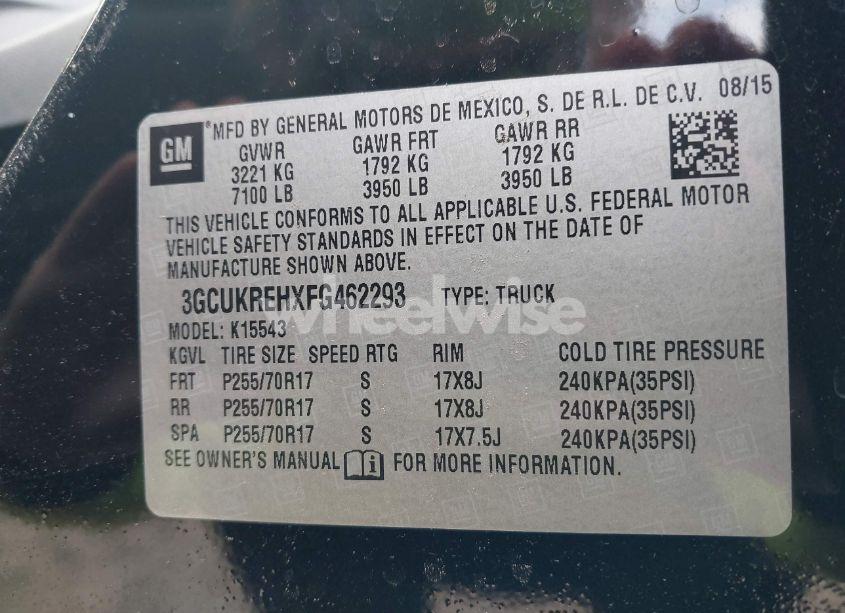 GM
®MFD BY GENERAL MOTORS DE MEXICO, S. DE R.L. DE C.V. 08/15
GVWR GAWR FRT GAWR RR
3221 KG 1792 KG 1792 KG
7100 LB 3950 LB 3950 LB
THIS VEHICLE CONFORMS TO ALL APPLICABLE U.S. FEDERAL MOTOR
VEHICLE SAFETY STANDARDS IN EFFECT ON THE DATE OF
MANUFACTURE SHOWN ABOVE.
3GCUKREHXFG462293 TYPE: TRUCK
wheelwise
MODEL: K15543
KGVL TIRE SIZE SPEED RTG RIM COLD TIRE PRESSURE
FRT P255/70R17 S 17X8J 240KPA(35PSI)
RR P255/70R17 S 17X8J 240KPA(35PSI)
SPA P255/70R17 S 17X7.5J 240KPA(35PSI)
SEE OWNER'S MANUAL i FOR MORE INFORMATION.